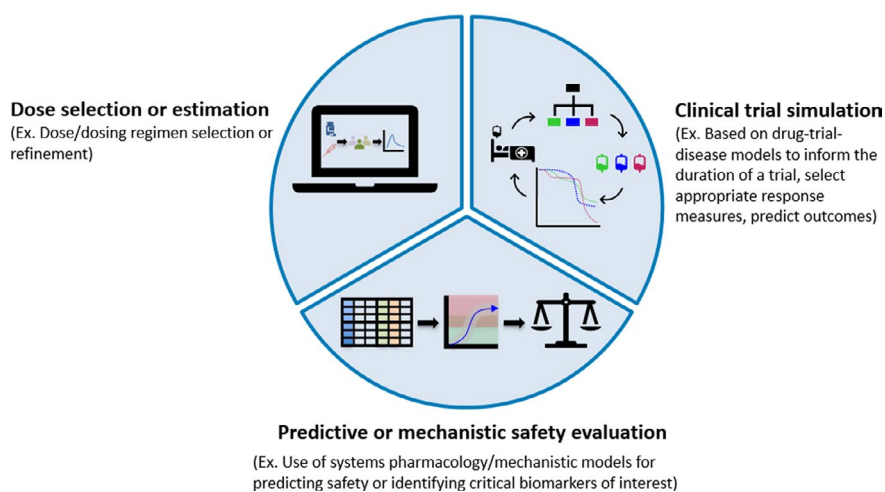 Dose selection or estimation
(Ex. Dose/dosing regimen selection or
refinement)
Clinical trial simulation
(Ex. Based on drug-trial-
disease models to inform the
duration of a trial, select
appropriate response
measures, predict outcomes)
Predictive or mechanistic safety evaluation
(Ex. Use of systems pharmacology/mechanistic models for
predicting safety or identifying critical biomarkers of interest)